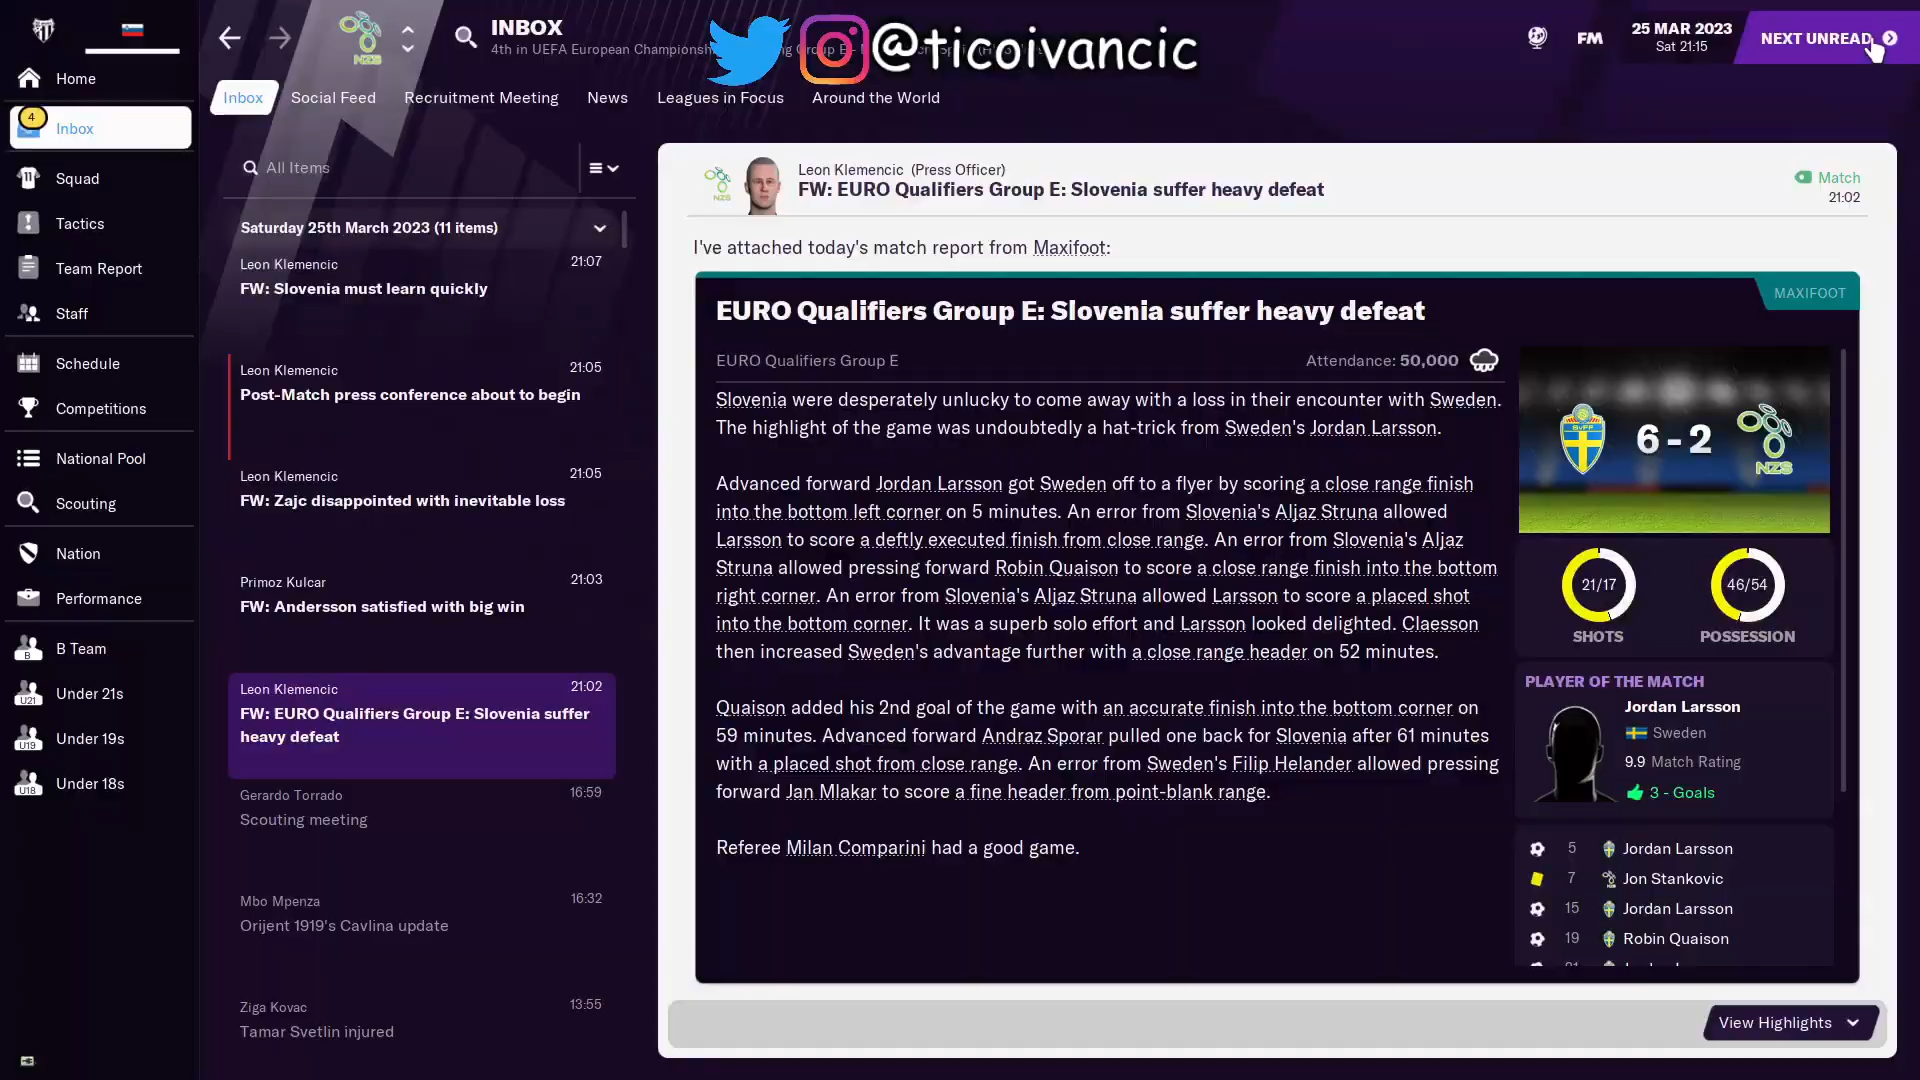 INBOX
4th in UEFA European Championsh
@ticoivancic
FM
25 MAR 2023
Sat 21:15
NEXT UNREAD
NZS
Inbox
Social Feed
Recruitment Meeting
News
Leagues in Focus
Around the World
Home
4
Inbox
Squad
Tactics
Team Report
Staff
Schedule
Competitions
National Pool
Scouting
Nation
Performance
B
B Team
U21
Under 21s
U19
Under 19s
U18
Under 18s
All Items
Saturday 25th March 2023 (11 items)
Leon Klemencic 21:07
FW: Slovenia must learn quickly
Leon Klemencic 21:05
Post-Match press conference about to begin
Leon Klemencic 21:05
FW: Zajc disappointed with inevitable loss
Primoz Kulcar 21:03
FW: Andersson satisfied with big win
Leon Klemencic 21:02
FW: EURO Qualifiers Group E: Slovenia suffer
heavy defeat
Gerardo Torrado 16:59
Scouting meeting
Mbo Mpenza 16:32
Orijent 1919's Cavlina update
Ziga Kovac 13:55
Tamar Svetlin injured
NZS
Leon Klemencic (Press Officer)
FW: EURO Qualifiers Group E: Slovenia suffer heavy defeat
Match
21:02
I've attached today's match report from Maxifoot:
MAXIFOOT
EURO Qualifiers Group E: Slovenia suffer heavy defeat
EURO Qualifiers Group E
Attendance: 50,000
Slovenia were desperately unlucky to come away with a loss in their encounter with Sweden.
The highlight of the game was undoubtedly a hat-trick from Sweden's Jordan Larsson.
Advanced forward Jordan Larsson got Sweden off to a flyer by scoring a close range finish
into the bottom left corner on 5 minutes. An error from Slovenia's Aljaz Struna allowed
Larsson to score a deftly executed finish from close range. An error from Slovenia's Aljaz
Struna allowed pressing forward Robin Quaison to score a close range finish into the bottom
right corner. An error from Slovenia's Aljaz Struna allowed Larsson to score a placed shot
into the bottom corner. It was a superb solo effort and Larsson looked delighted. Claesson
then increased Sweden's advantage further with a close range header on 52 minutes.
Quaison added his 2nd goal of the game with an accurate finish into the bottom corner on
59 minutes. Advanced forward Andraz Sporar pulled one back for Slovenia after 61 minutes
with a placed shot from close range. An error from Sweden's Filip Helander allowed pressing
forward Jan Mlakar to score a fine header from point-blank range.
Referee Milan Comparini had a good game.
SvFF
6 - 2
NZS
21/17
SHOTS
46/54
POSSESSION
PLAYER OF THE MATCH
Jordan Larsson
Sweden
9.9 Match Rating
3 - Goals
5 Jordan Larsson
7 Jon Stankovic
15 Jordan Larsson
19 Robin Quaison
View Highlights